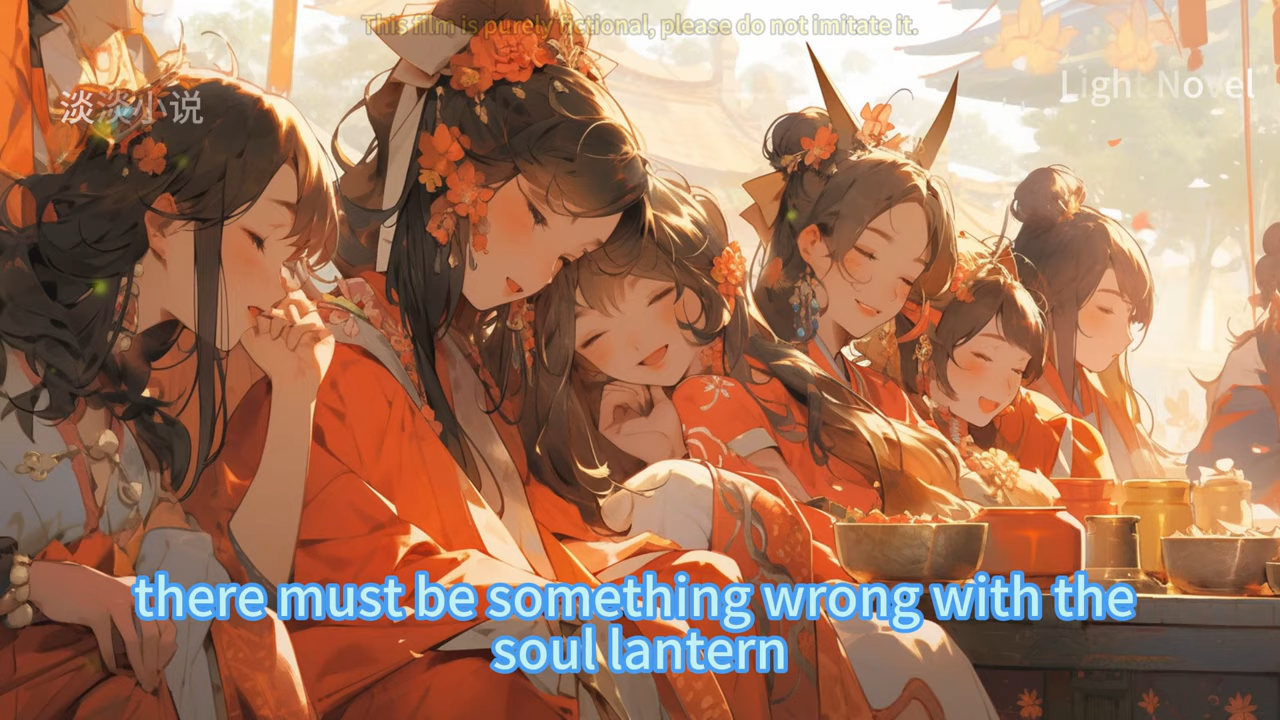 This film is purely fictional, please do not imitate it.
淡淡小说
Light Novel
there must be something wrong with the
soul lantern